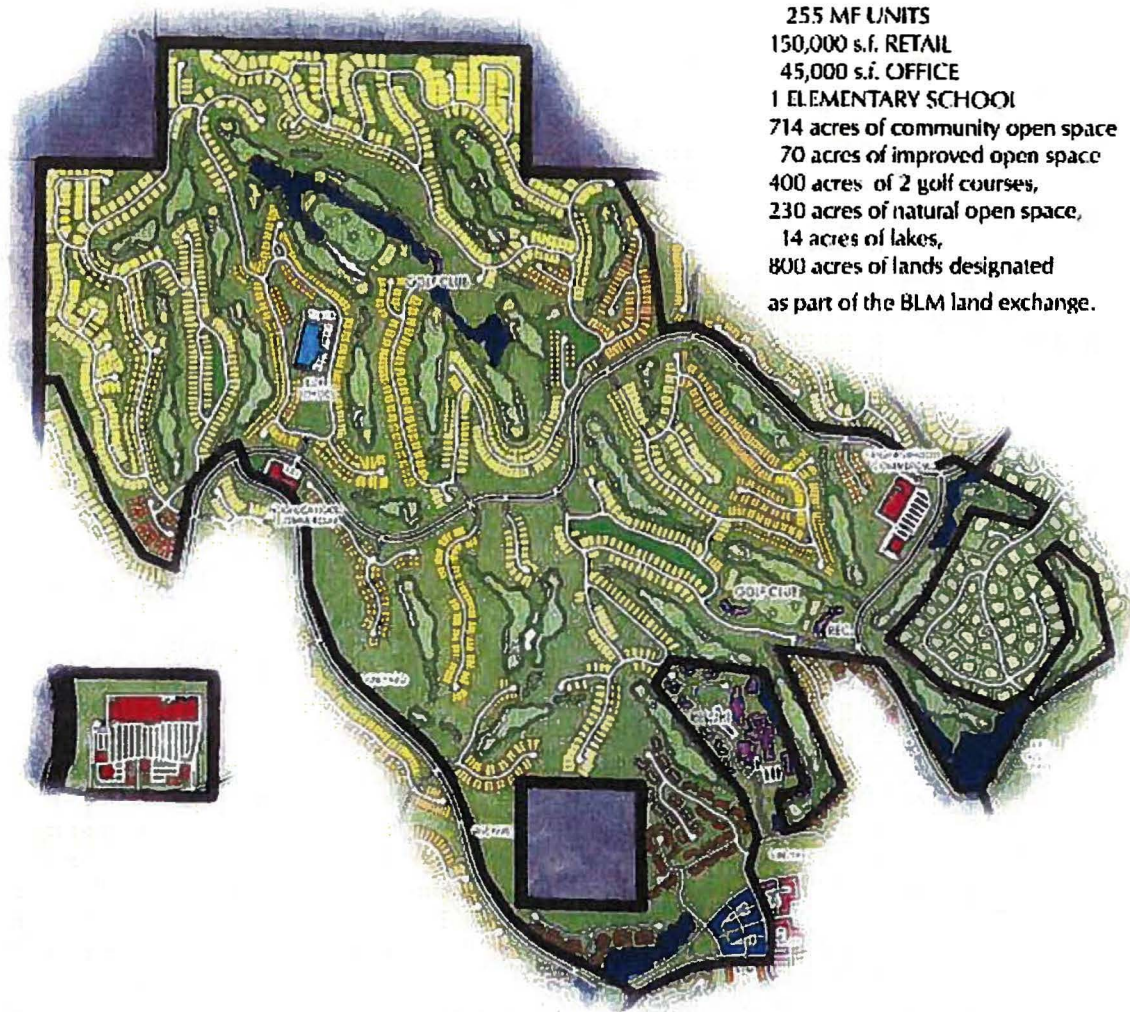 255 MF UNITS
150,000 s.f. RETAIL
45,000 s.f. OFFICE
1 ELEMENTARY SCHOOL
714 acres of community open space
70 acres of improved open space
400 acres of 2 golf courses,
230 acres of natural open space,
14 acres of lakes,
800 acres of lands designated
as part of the BLM land exchange.
GOLF CLUB
GOLF CLUB
REC.